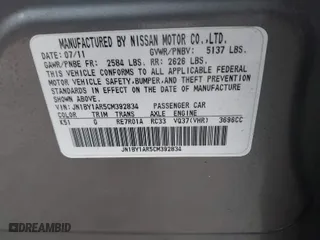 MANUFACTURED BY NISSAN MOTOR CO.,LTD.
DATE: 07/11 GVWR/PNBV: 5137 LBS.
GAWR/PNBE FR: 2584 LBS. RR: 2626 LBS.
THIS VEHICLE CONFORMS TO ALL APPLICABLE FEDERAL
MOTOR VEHICLE SAFETY, BUMPER, AND THEFT PREVENTION
STANDARDS IN EFFECT ON THE DATE OF MANUFACTURE
SHOWN ABOVE.
VIN: JN1BY1AR5CM392834 PASSENGER CAR
COLOR TRIM TRANS AXLE ENGINE
K51 G RE7R01A RC33 VQ37(VHR) 3696CC
JN1BY1AR5CM392834
DREAMBID